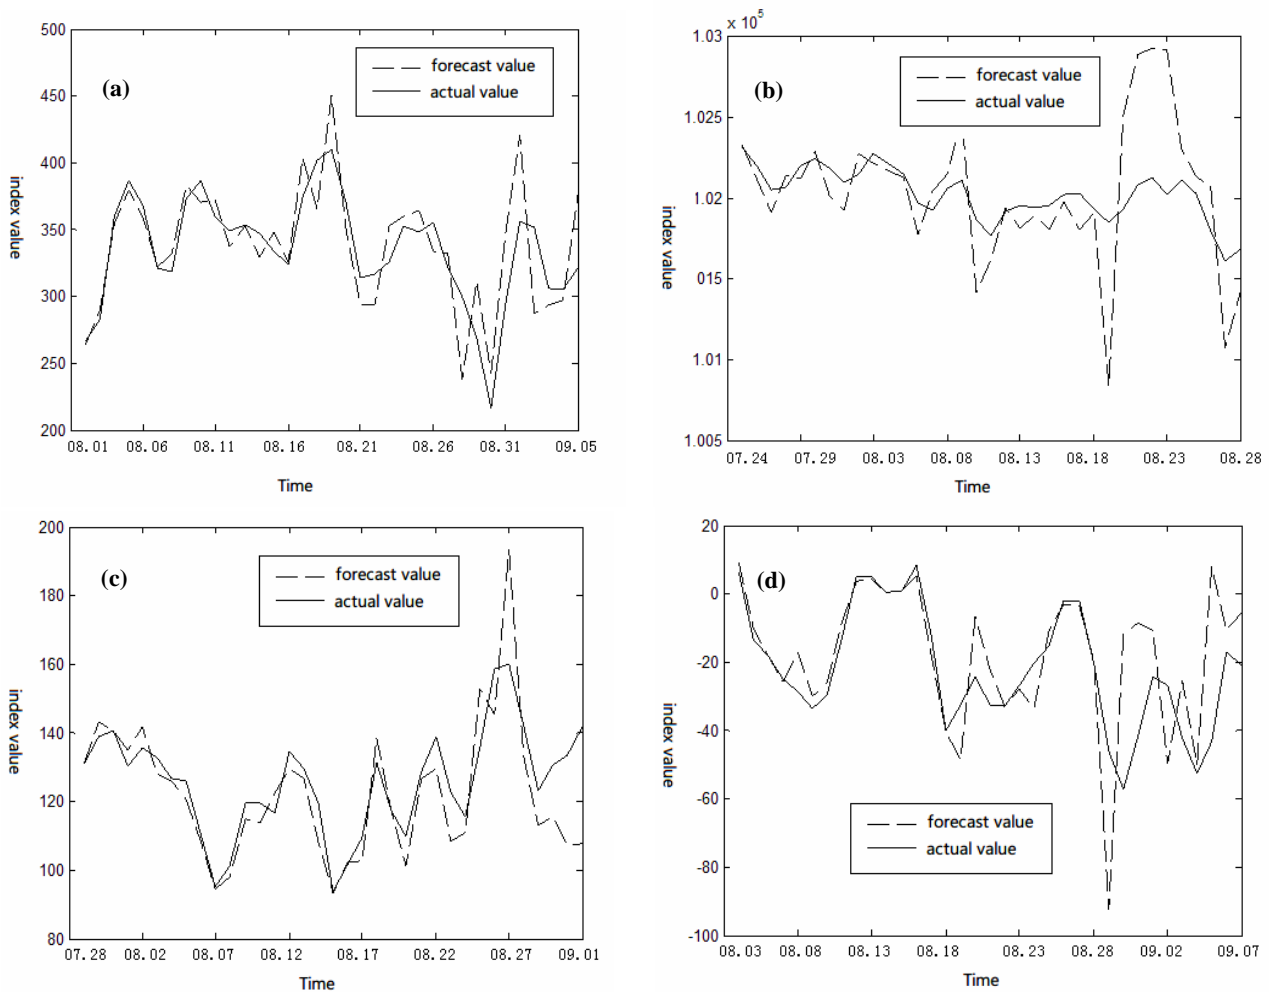 500
450
400
350
300
250
200
(a)
forecast value
actual value
index value
08.01 08.06 08.11 08.16 08.21 08.26 08.31 09.05
Time
x 10^5
1.03
1.025
1.02
015
1.01
1.005
(b)
forecast value
actual value
index value
07.24 07.29 08.03 08.08 08.13 08.18 08.23 08.28
Time
200
180
160
140
120
100
80
(c)
forecast value
actual value
index value
07.28 08.02 08.07 08.12 08.17 08.22 08.27 09.01
Time
20
0
-20
-40
-60
-80
-100
(d)
forecast value
actual value
index value
08.03 08.08 08.13 08.18 08.23 08.28 09.02 09.07
Time